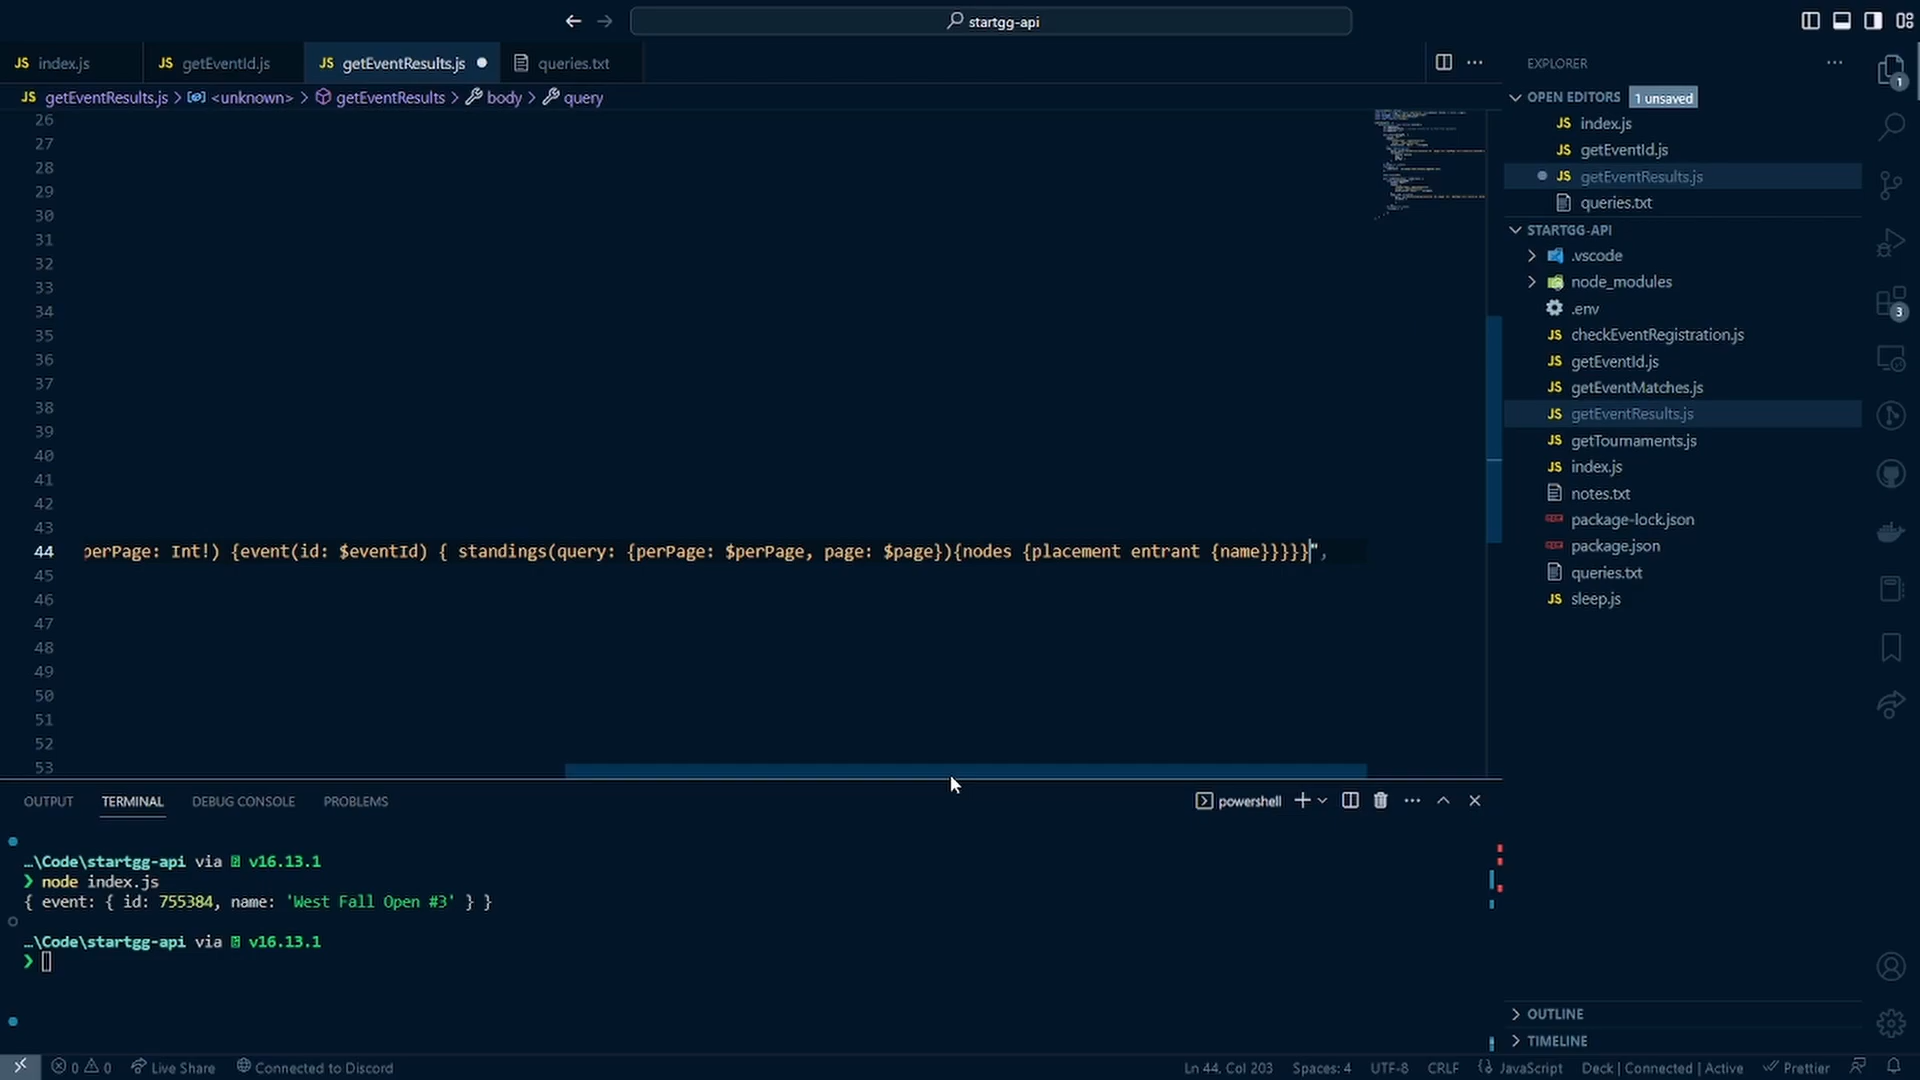 startgg-api
JS index.js
JS getEventId.js
JS getEventResults.js
queries.txt
JS getEventResults.js > <unknown> > getEventResults > body > query
26
27
28
29
30
31
32
33
34
35
36
37
38
39
40
41
42
43
44 perPage: Int!) {event(id: $eventId) { standings(query: {perPage: $perPage, page: $page}){nodes {placement entrant {name}}}}}",
45
46
47
48
49
50
51
52
53
OUTPUT TERMINAL DEBUG CONSOLE PROBLEMS
powershell
…\Code\startgg-api via v16.13.1
❯ node index.js
{ event: { id: 755384, name: 'West Fall Open #3' } }
…\Code\startgg-api via v16.13.1
❯
EXPLORER
OPEN EDITORS 1 unsaved
JS index.js
JS getEventId.js
JS getEventResults.js
queries.txt
STARTGG-API
.vscode
node_modules
.env
JS checkEventRegistration.js
JS getEventId.js
JS getEventMatches.js
JS getEventResults.js
JS getTournaments.js
JS index.js
notes.txt
package-lock.json
package.json
queries.txt
JS sleep.js
OUTLINE
TIMELINE
1
3
0 0 Live Share Connected to Discord
Ln 44, Col 203 Spaces: 4 UTF-8 CRLF JavaScript Deck | Connected | Active Prettier